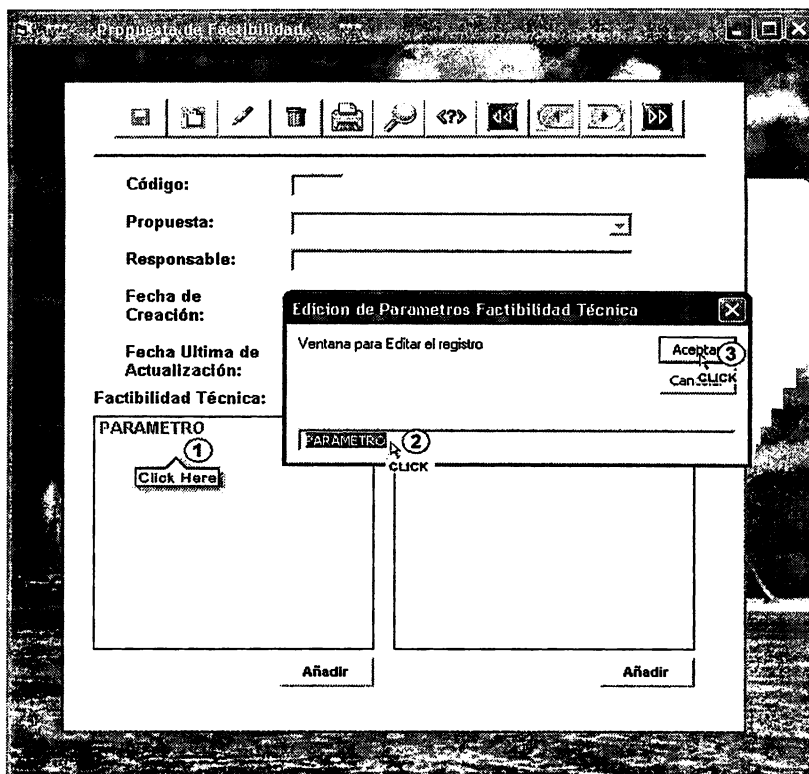 Propuesta de Factibilidad
«?»
Código:
Propuesta:
Responsable:
Fecha de
Creación:
Fecha Ultima de
Actualización:
Factibilidad Técnica:
PARAMETRO
1
Click Here
Edicion de Parametros Factibilidad Técnica
Ventana para Editar el registro
Aceptar
3
CLICK
PARAMETRO
2
CLICK
Añadir
Añadir